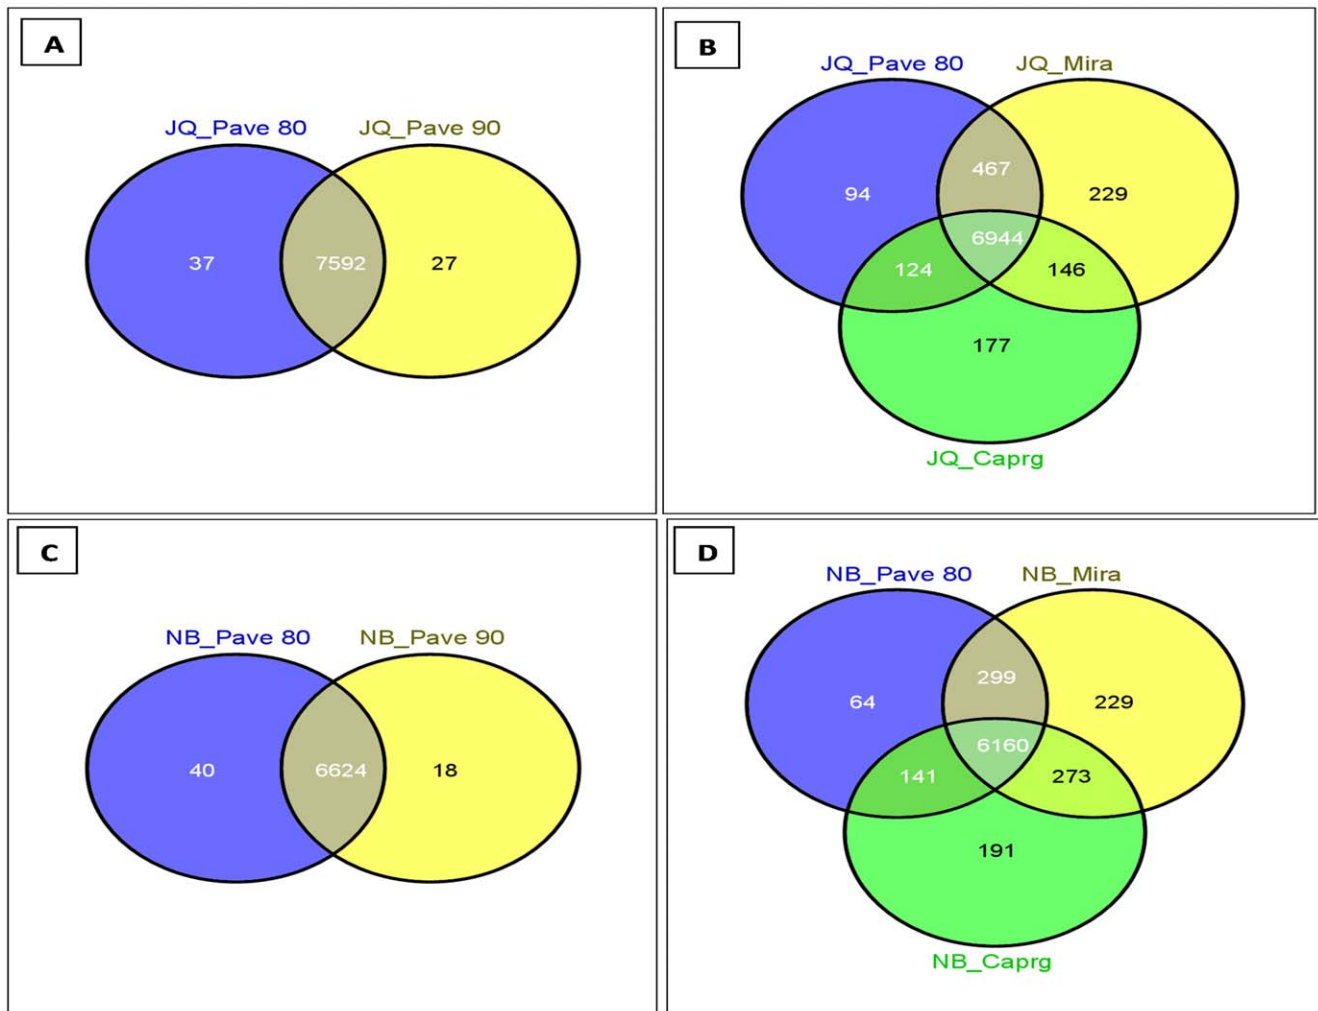 A
JQ_Pave 80 JQ_Pave 90
37 7592 27
B
JQ_Pave 80 JQ_Mira
467
94 229
6944
124 146
177
JQ_Caprg
C
NB_Pave 80 NB_Pave 90
40 6624 18
D
NB_Pave 80 NB_Mira
299
64 229
6160
141 273
191
NB_Caprg